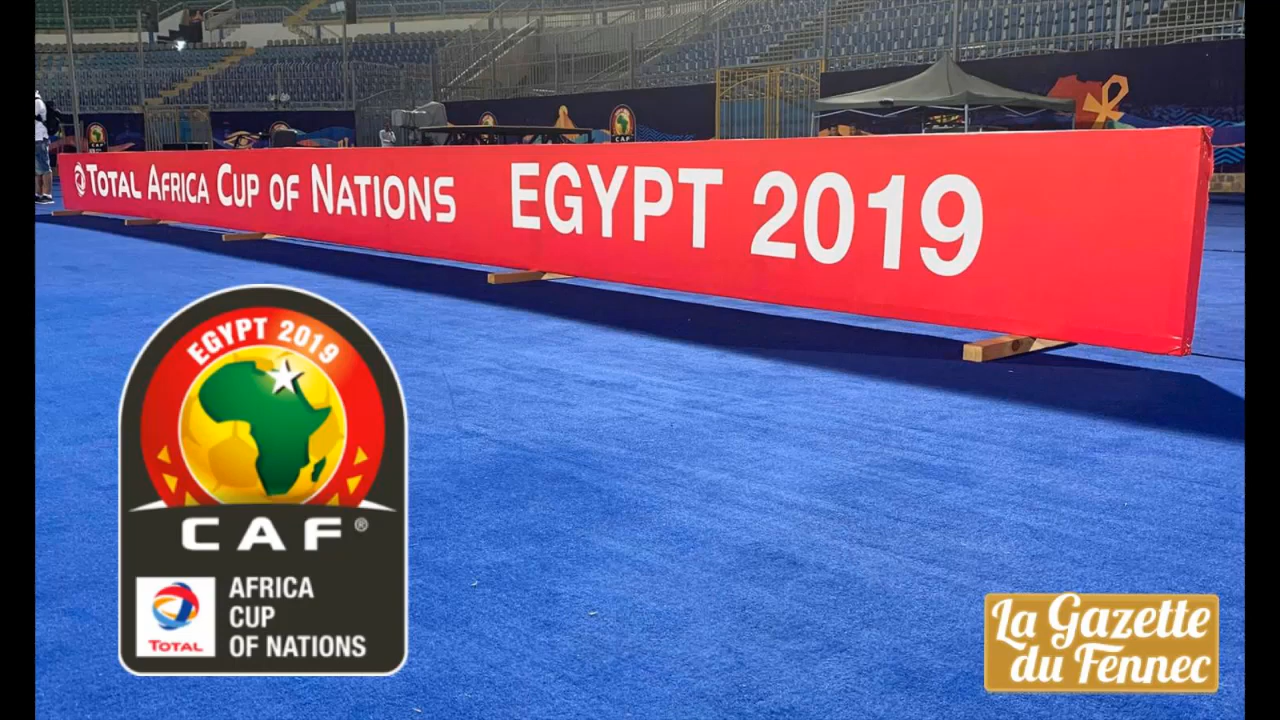 TOTAL AFRICA CUP OF NATIONS EGYPT 2019
EGYPT 2019
CAF®
TOTAL
AFRICA
CUP
OF NATIONS
La Gazette
du Fennec
CAF